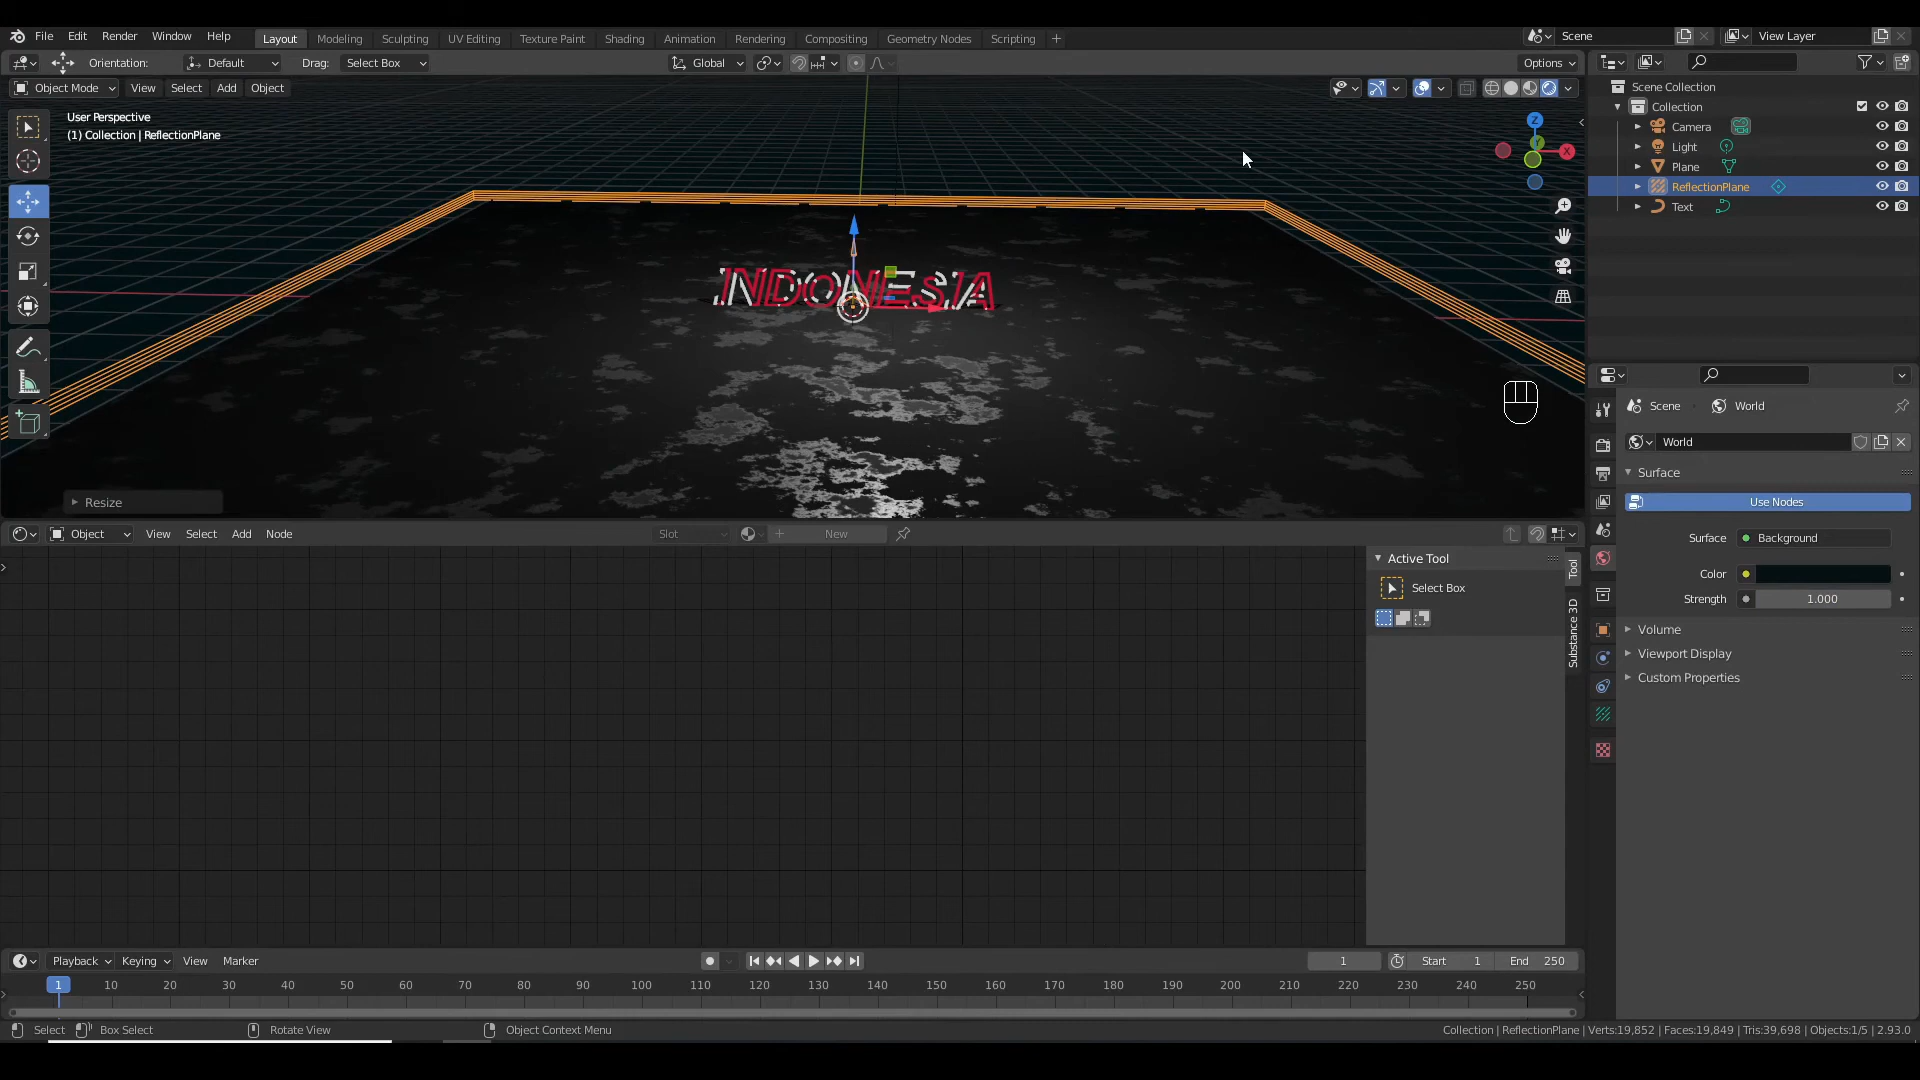 File Edit Render Window Help Layout Modeling Sculpting UV Editing Texture Paint Shading Animation Rendering Compositing Geometry Nodes Scripting + Scene View Layer
Orientation: Default Drag: Select Box Global Options
Object Mode View Select Add Object
User Perspective
(1) Collection | ReflectionPlane
INDONESIA
Resize
X
Y
Z
Scene Collection
Collection
Camera
Light
Plane
ReflectionPlane
Text
Scene World
World
Surface
Use Nodes
Surface Background
Color
Strength 1.000
Volume
Viewport Display
Custom Properties
Object View Select Add Node Slot New
Active Tool
Select Box
Tool
Substance 3D
Playback Keying View Marker 1 Start 1 End 250
1 10 20 30 40 50 60 70 80 90 100 110 120 130 140 150 160 170 180 190 200 210 220 230 240 250
Select Box Select Rotate View Object Context Menu Collection | ReflectionPlane | Verts:19,852 | Faces:19,849 | Tris:39,698 | Objects:1/5 | 2.93.0